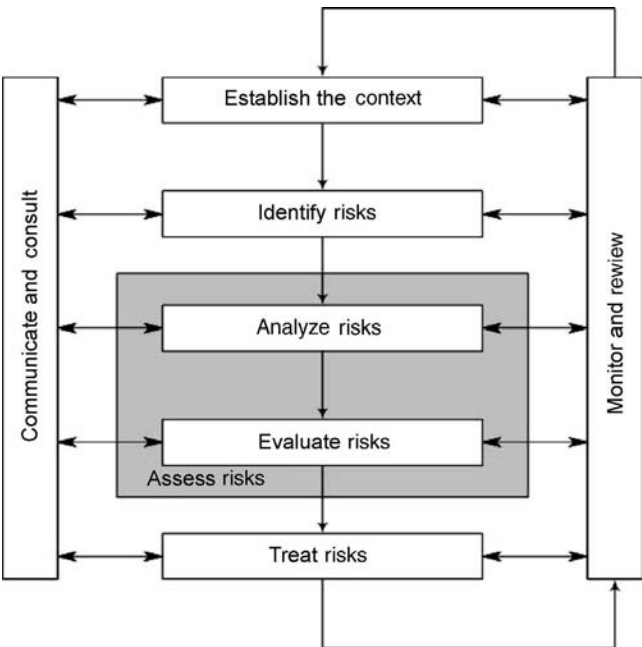 Establish the context
Identify risks
Analyze risks
Evaluate risks
Assess risks
Treat risks
Communicate and consult
Monitor and rewiew